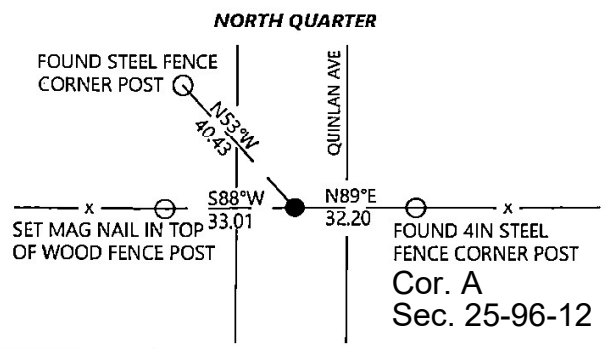 NORTH QUARTER
FOUND STEEL FENCE
CORNER POST
QUINLAN AVE
N53°W
40.43
S88°W
33.01
N89°E
32.20
x
x
SET MAG NAIL IN TOP
OF WOOD FENCE POST
FOUND 4IN STEEL
FENCE CORNER POST
Cor. A
Sec. 25-96-12